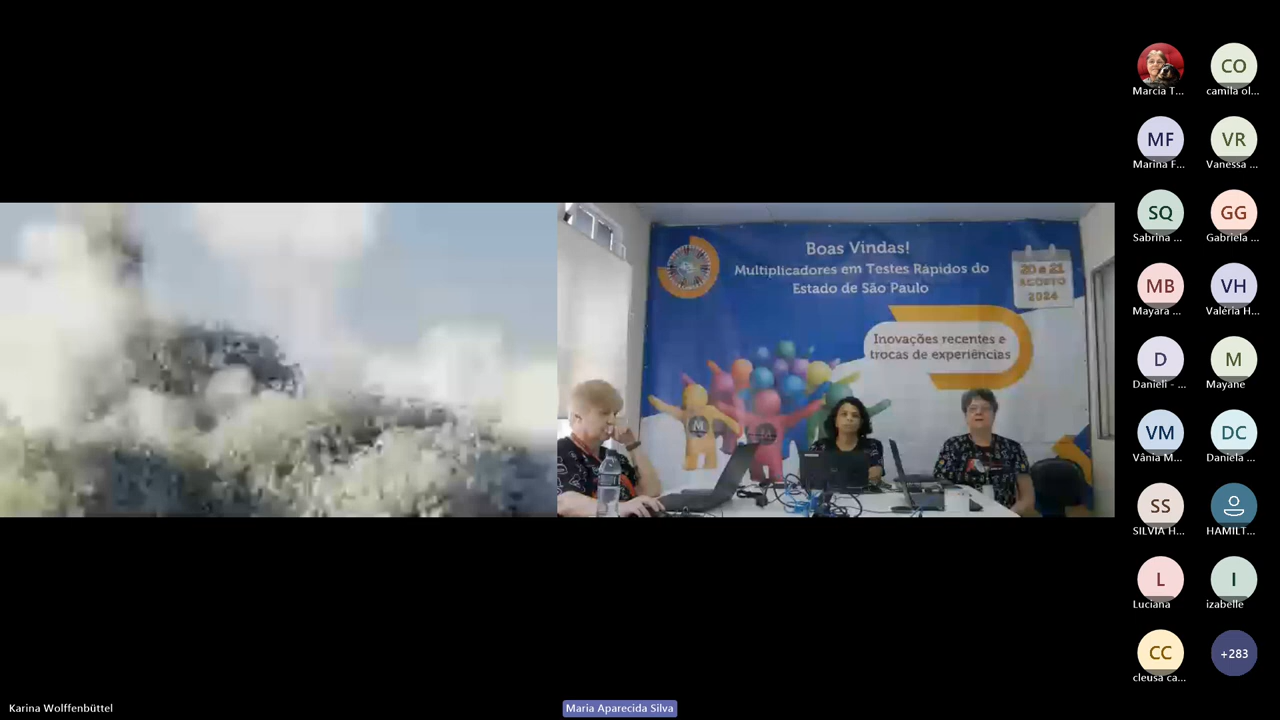 Boas Vindas!
Multiplicadores em Testes Rápidos do
Estado de São Paulo
20 e 21
AGOSTO
2024
Inovações recentes e
trocas de experiências
M
Marcia T...
CO
camila ol...
MF
Marina F...
VR
Vanessa ...
SQ
Sabrina ...
GG
Gabriela ...
MB
Mayara ...
VH
Valéria H...
D
Danieli - ...
M
Mayane
VM
Vânia M...
DC
Daniela ...
SS
SILVIA H...
HAMILT...
L
Luciana
I
izabelle
CC
cleusa ca...
+283
Karina Wolffenbüttel
Maria Aparecida Silva